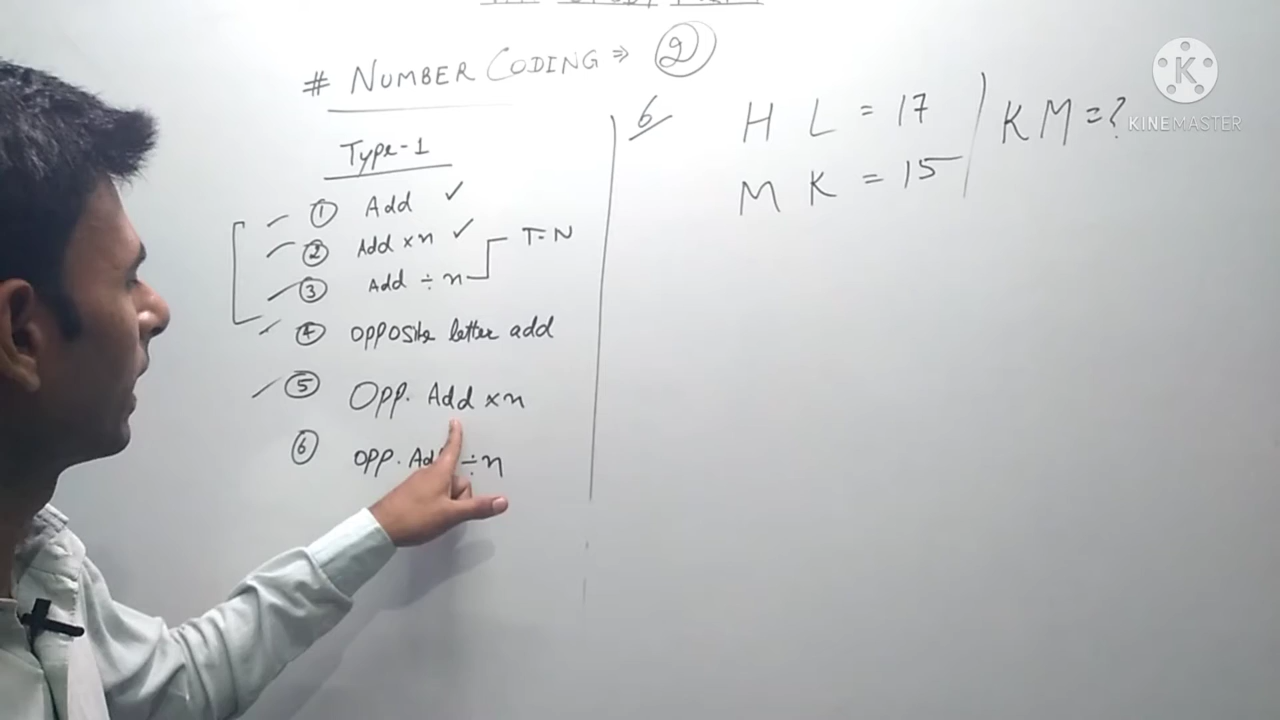 # NUMBER CODING ⇒ 2
Type-1
① Add ✓
② Add × n ✓
③ Add ÷ n
T=N
④ Opposite letter add
⑤ Opp. Add × n
⑥ Opp. Add ÷ n
6
H L = 17
M K = 15
K M = ?
KINEMASTER